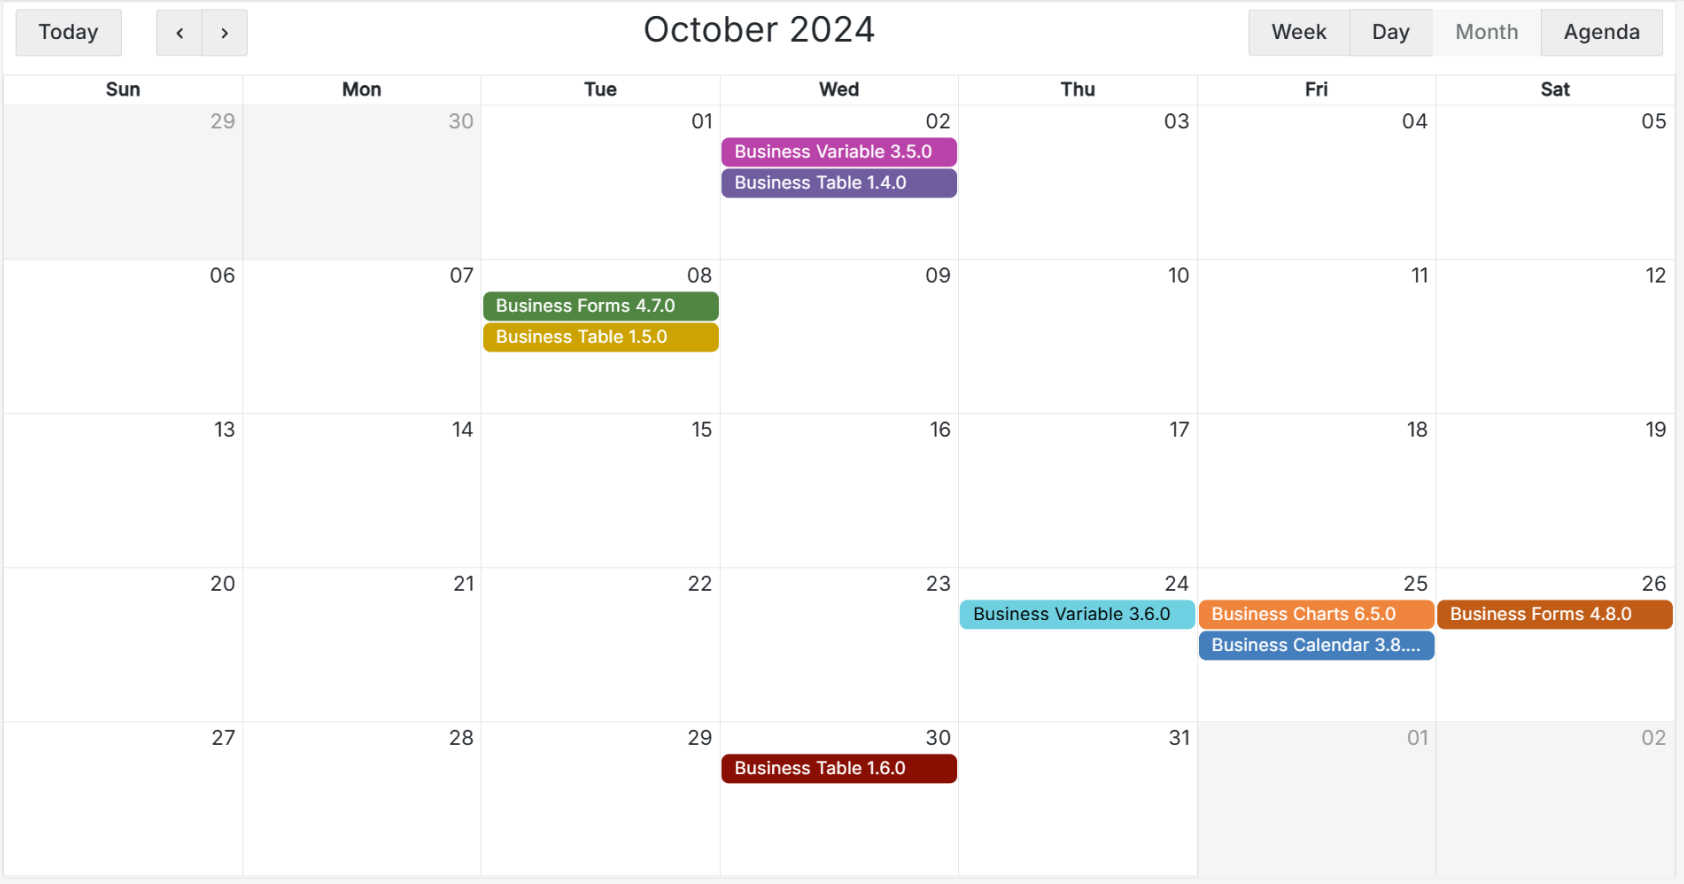 Today ‹ › October 2024 Week Day Month Agenda
Sun Mon Tue Wed Thu Fri Sat
29 30 01 02 03 04 05
Business Variable 3.5.0
Business Table 1.4.0
06 07 08 09 10 11 12
Business Forms 4.7.0
Business Table 1.5.0
13 14 15 16 17 18 19
20 21 22 23 24 25 26
Business Variable 3.6.0 Business Charts 6.5.0 Business Forms 4.8.0
Business Calendar 3.8....
27 28 29 30 31 01 02
Business Table 1.6.0